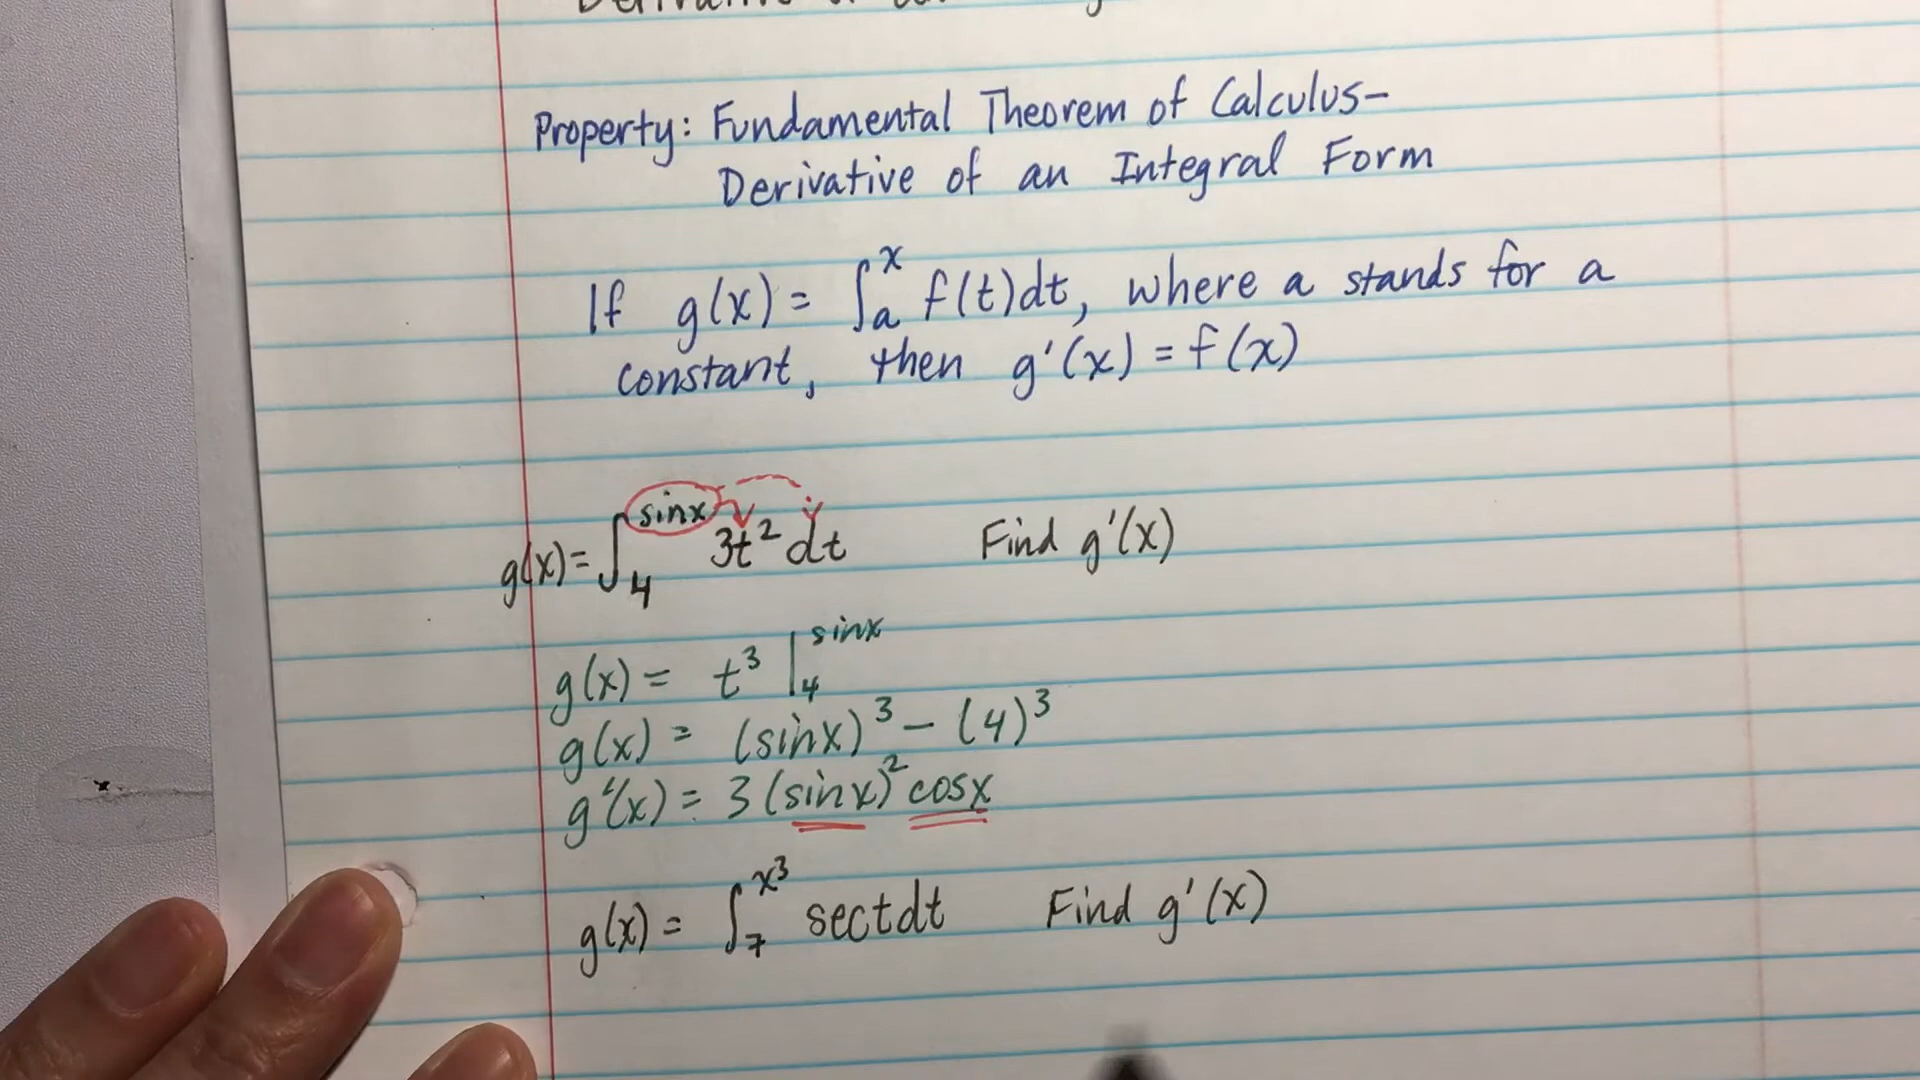 Property: Fundamental Theorem of Calculus-
Derivative of an Integral Form
If g(x) = ∫ₐˣ f(t)dt, where a stands for a
constant, then g'(x) = f(x)
g(x) = ∫₄^(sinx) 3t² dt Find g'(x)
g(x) = t³ |₄^(sinx)
g(x) = (sinx)³ - (4)³
g'(x) = 3(sinx)² cosx
g(x) = ∫₇^(x³) sectdt Find g'(x)